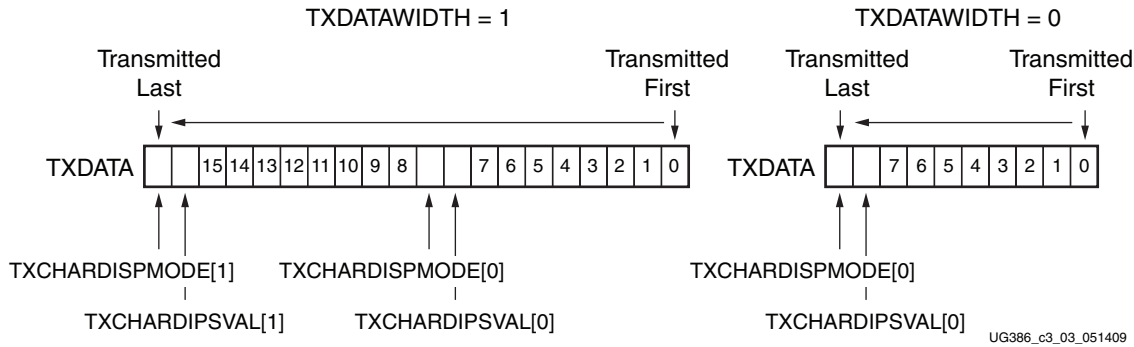 TXDATAWIDTH = 1 TXDATAWIDTH = 0
Transmitted Last Transmitted First Transmitted Last Transmitted First
TXDATA 15 14 13 12 11 10 9 8 7 6 5 4 3 2 1 0 TXDATA 7 6 5 4 3 2 1 0
TXCHARDISPMODE[1] TXCHARDISPMODE[0] TXCHARDISPMODE[0]
TXCHARDIPSVAL[1] TXCHARDIPSVAL[0] TXCHARDIPSVAL[0]
UG386_c3_03_051409